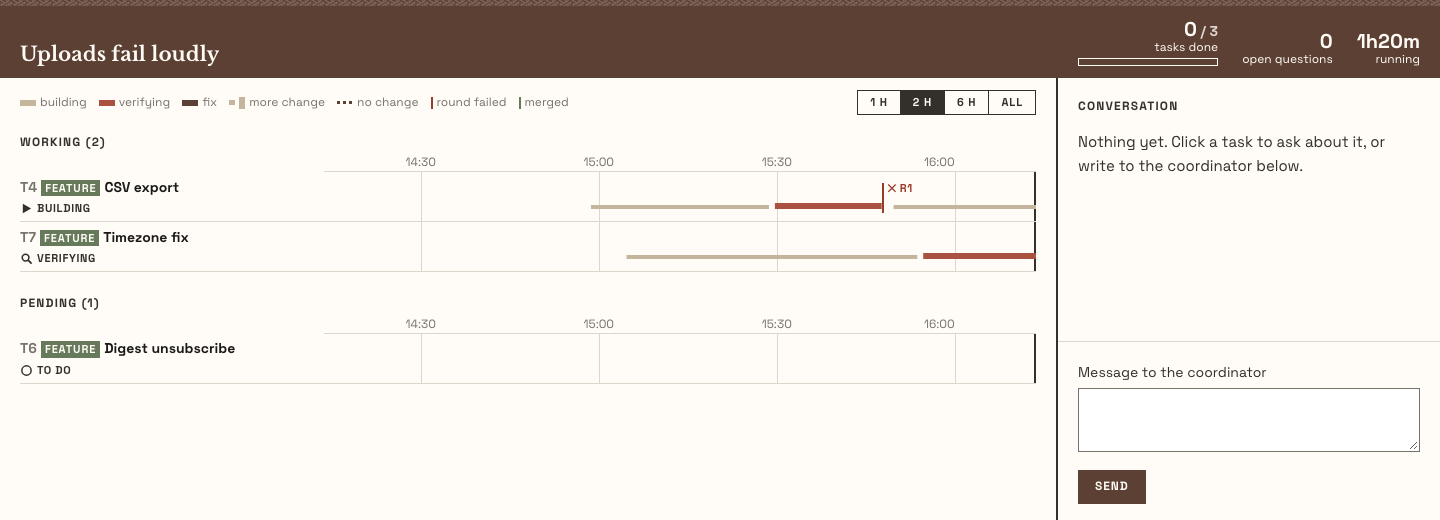 Uploads fail loudly
0 / 3
tasks done
0
open questions
1h20m
running
building verifying fix more change no change round failed merged
1 H 2 H 6 H ALL
WORKING (2)
14:30 15:00 15:30 16:00
T4 FEATURE CSV export
BUILDING
R1
T7 FEATURE Timezone fix
VERIFYING
PENDING (1)
14:30 15:00 15:30 16:00
T6 FEATURE Digest unsubscribe
TO DO
CONVERSATION
Nothing yet. Click a task to ask about it, or
write to the coordinator below.
Message to the coordinator
SEND